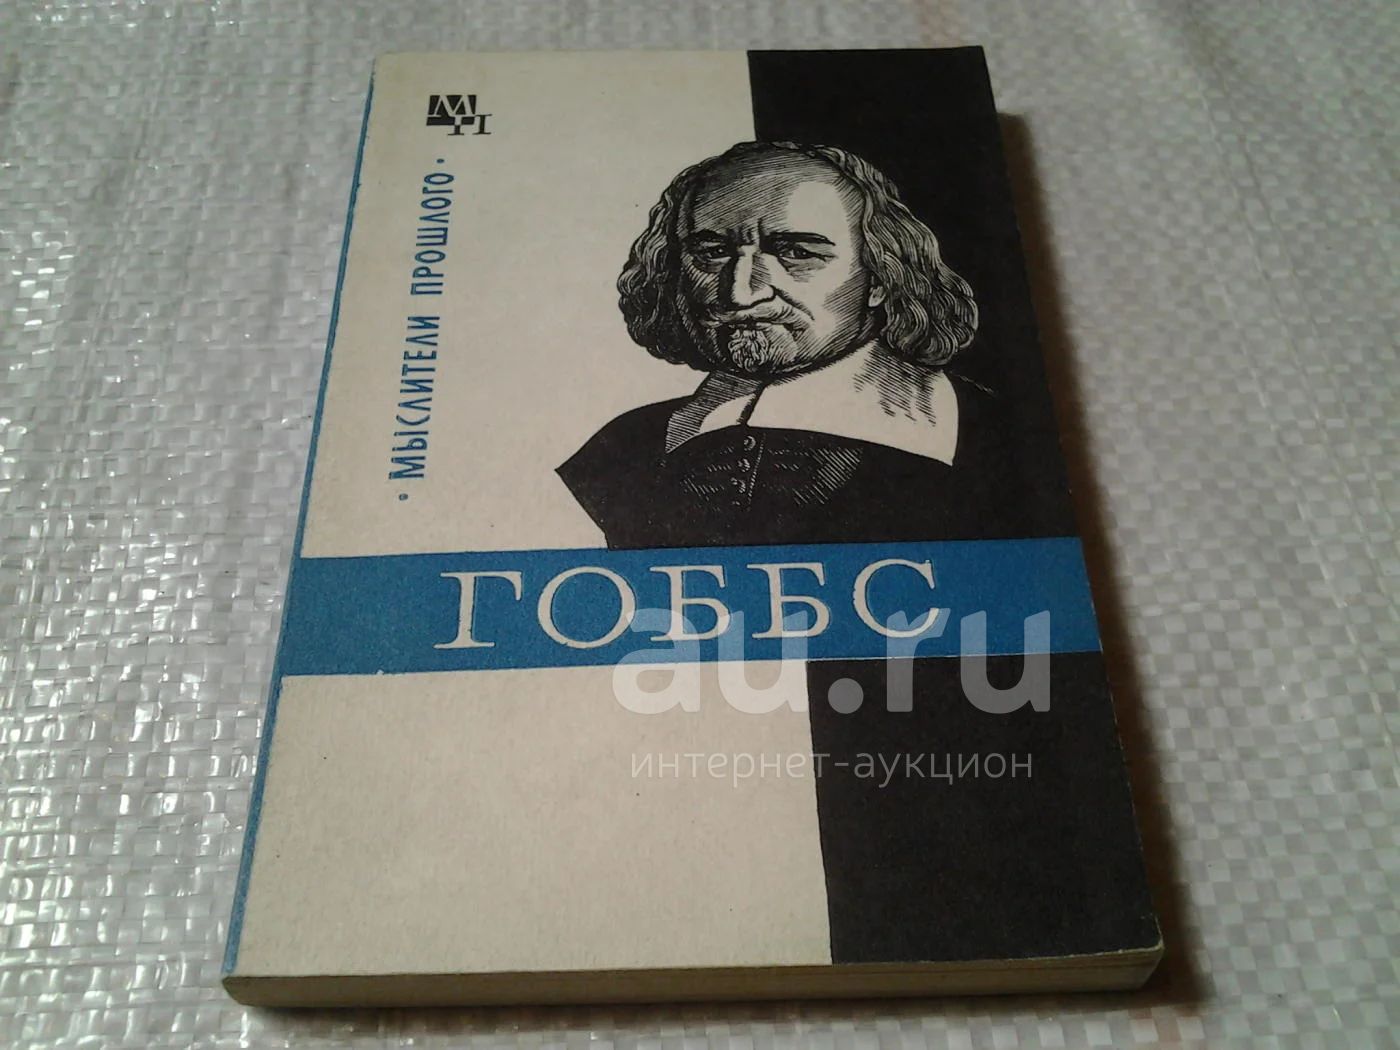 МП
• МЫСЛИТЕЛИ ПРОШЛОГО •
ГОББС
au.ru
интернет-аукцион